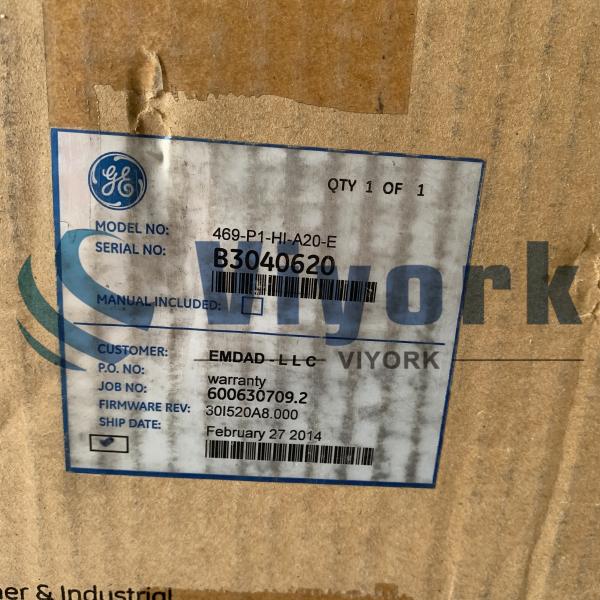 GE
QTY 1 OF 1
MODEL NO: 469-P1-HI-A20-E
SERIAL NO: B3040620
MANUAL INCLUDED:
Viyork
CUSTOMER: EMDAD - L L C
VIYORK
P.O. NO: warranty
JOB NO: 600630709.2
FIRMWARE REV: 30I520A8.000
SHIP DATE: February 27 2014
& Industrial